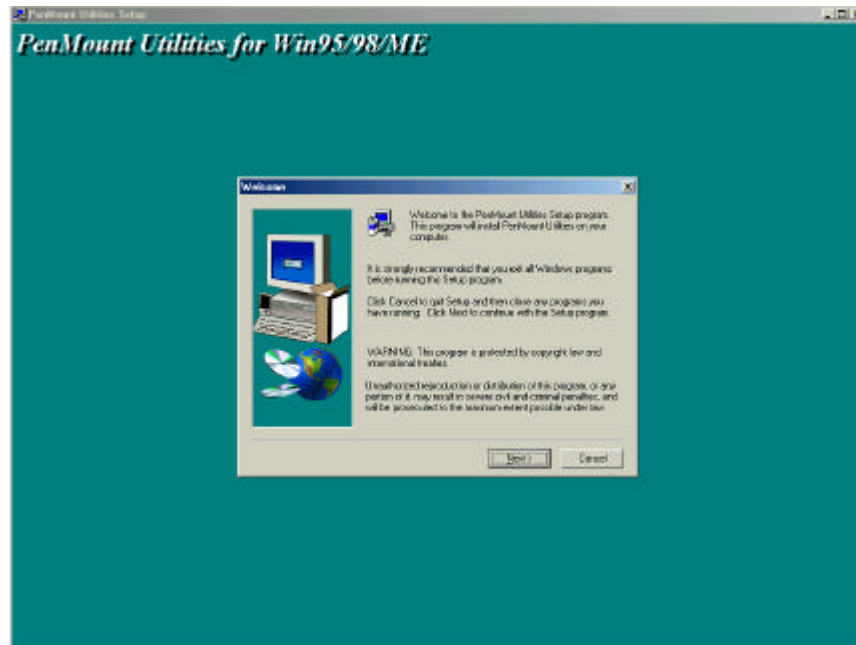 PenMount Utilities Setup
PenMount Utilities for Win95/98/ME
Welcome
Welcome to the PenMount Utilities Setup program.
This program will install PenMount Utilities on your
computer.
It is strongly recommended that you exit all Windows programs
before running this Setup program.
Click Cancel to quit Setup and then close any programs you
have running. Click Next to continue with the Setup program.
WARNING: This program is protected by copyright law and
international treaties.
Unauthorized reproduction or distribution of this program, or any
portion of it, may result in severe civil and criminal penalties, and
will be prosecuted to the maximum extent possible under law.
Next >
Cancel